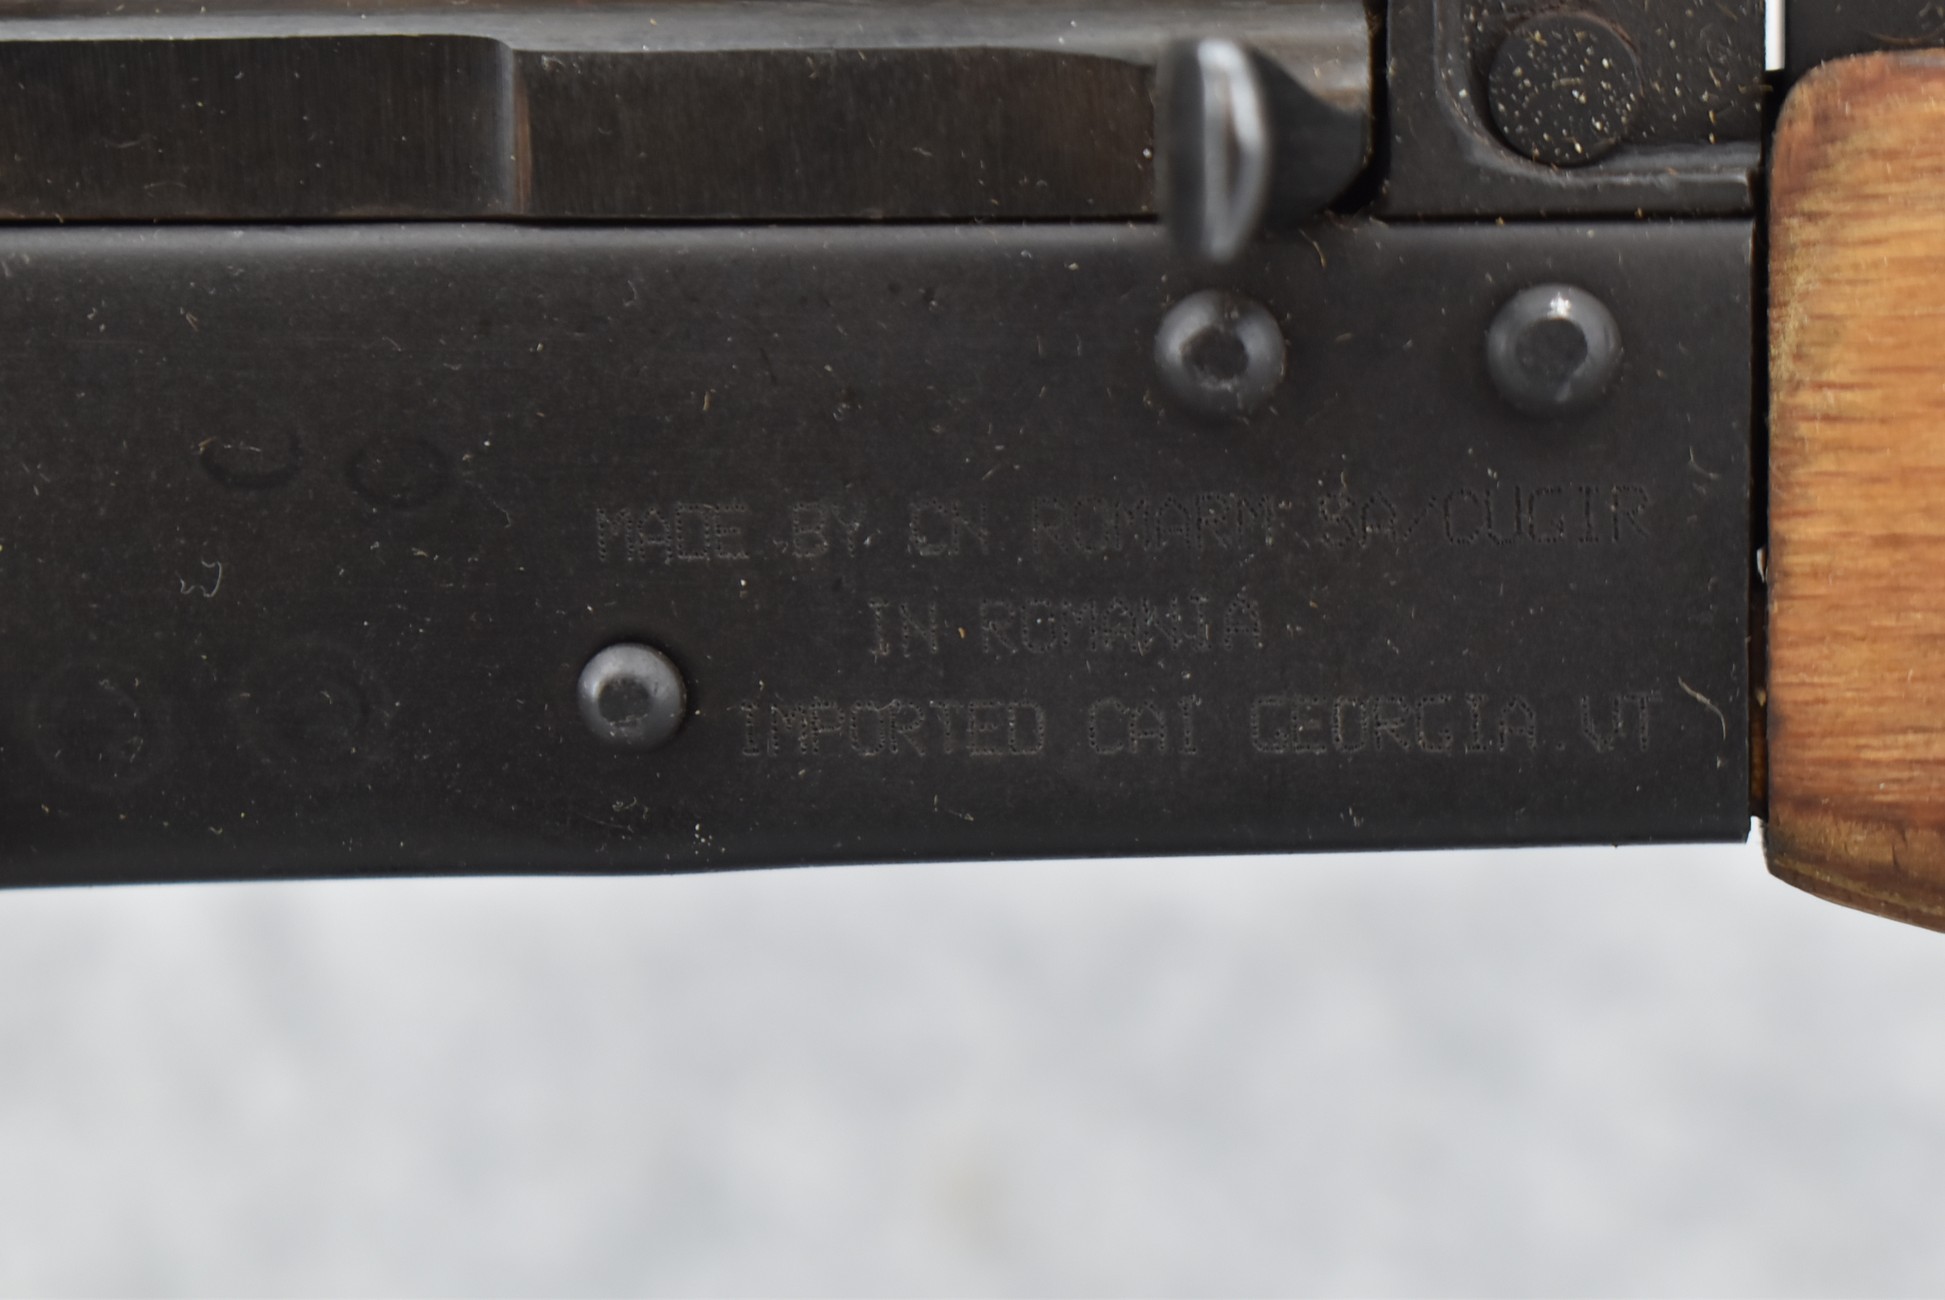 MADE BY CN ROMARM SA/CUGIR
IN ROMANIA
IMPORTED CAI GEORGIA.VT